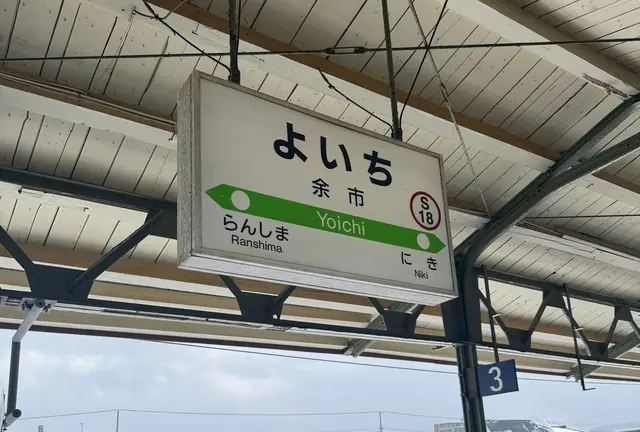 よいち
余市
S
18
Yoichi
らんしま
Ranshima
にき
Niki
3